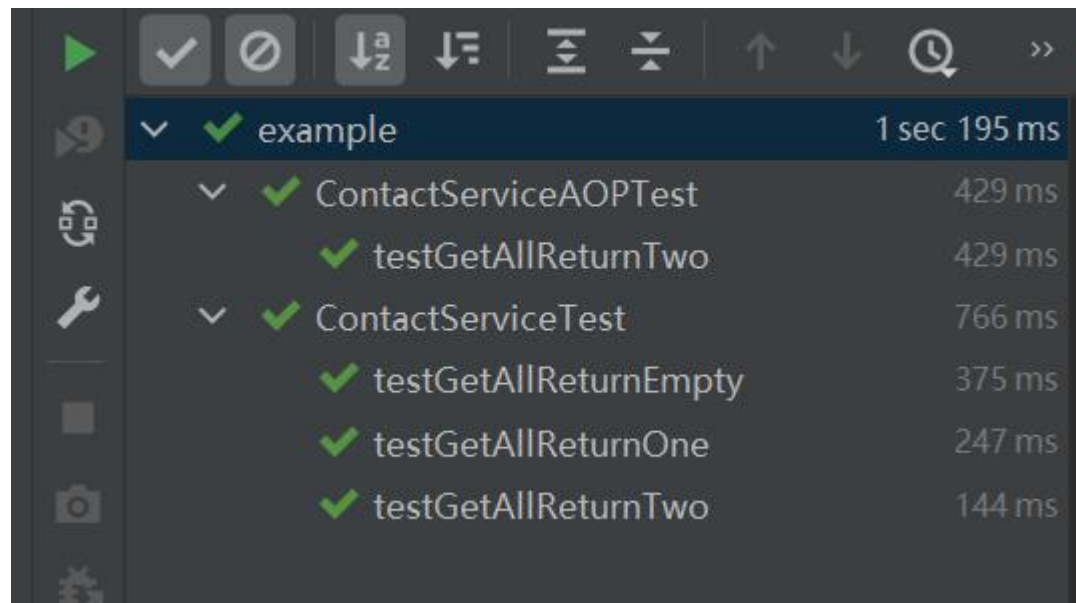 example 1 sec 195 ms
ContactServiceAOPTest 429 ms
testGetAllReturnTwo 429 ms
ContactServiceTest 766 ms
testGetAllReturnEmpty 375 ms
testGetAllReturnOne 247 ms
testGetAllReturnTwo 144 ms